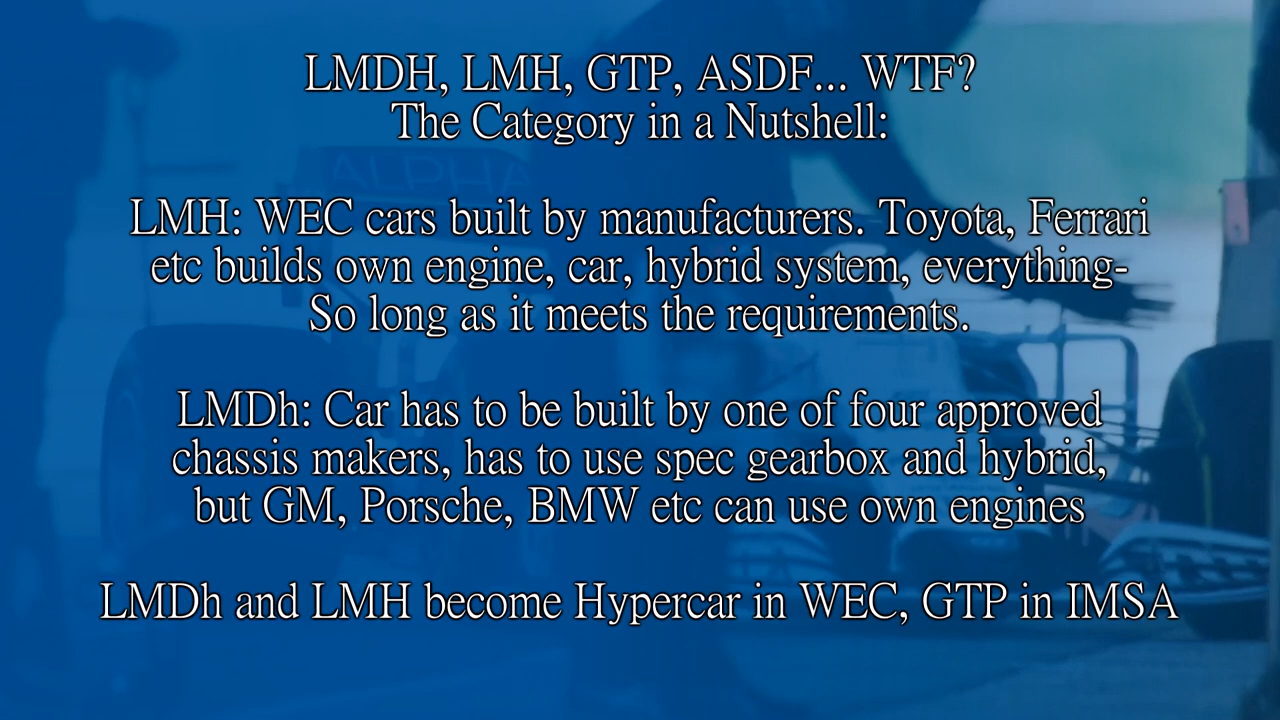 LMDH, LMH, GTP, ASDF... WTF?
The Category in a Nutshell:
LMH: WEC cars built by manufacturers. Toyota, Ferrari
etc builds own engine, car, hybrid system, everything-
So long as it meets the requirements.
LMDh: Car has to be built by one of four approved
chassis makers, has to use spec gearbox and hybrid,
but GM, Porsche, BMW etc can use own engines
LMDh and LMH become Hypercar in WEC, GTP in IMSA
ALPHA